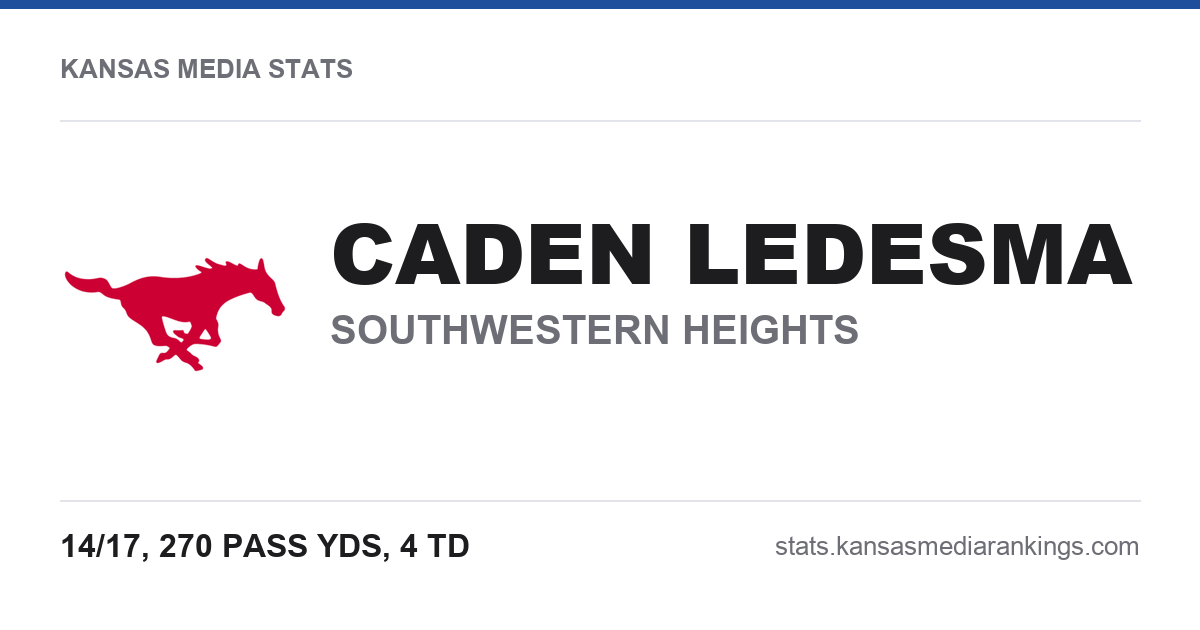 KANSAS MEDIA STATS
CADEN LEDESMA
SOUTHWESTERN HEIGHTS
14/17, 270 PASS YDS, 4 TD
stats.kansasmediarankings.com